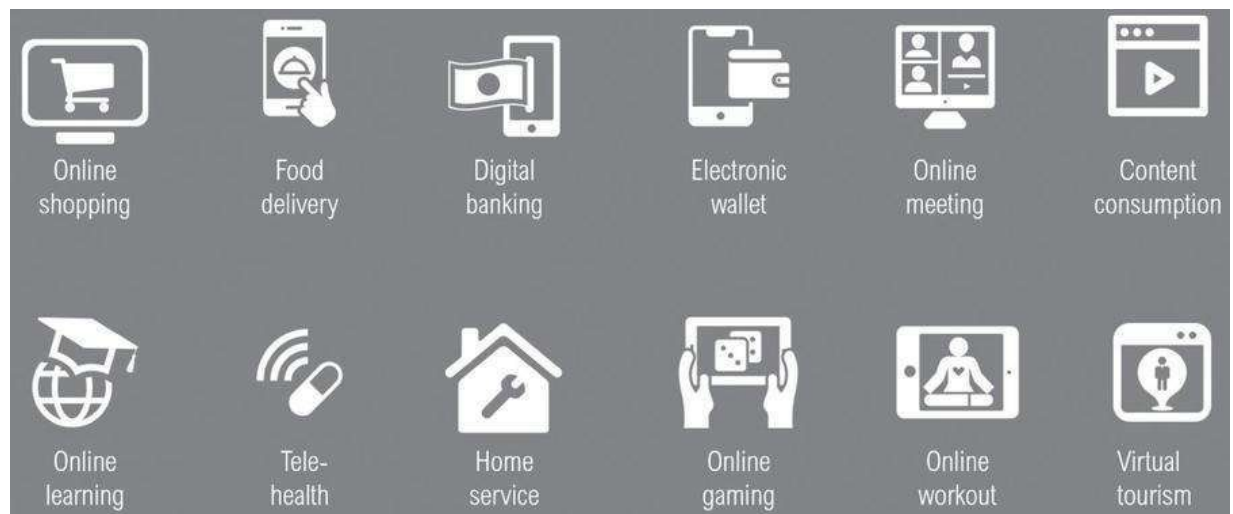 Online
shopping
Food
delivery
Digital
banking
Electronic
wallet
Online
meeting
Content
consumption
Online
learning
Tele-
health
Home
service
Online
gaming
Online
workout
Virtual
tourism